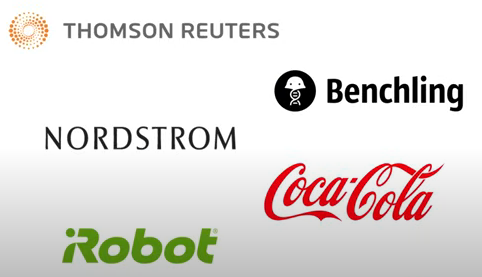 THOMSON REUTERS
Benchling
NORDSTROM
Coca-Cola
iRobot®